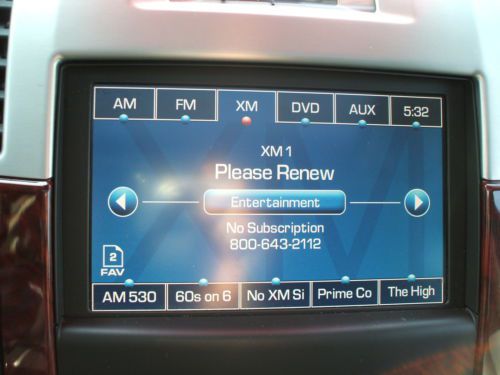 AM FM XM DVD AUX 5:32
XM 1
Please Renew
Entertainment
No Subscription
800-643-2112
2
FAV
AM 530 60s on 6 No XM Si Prime Co The High